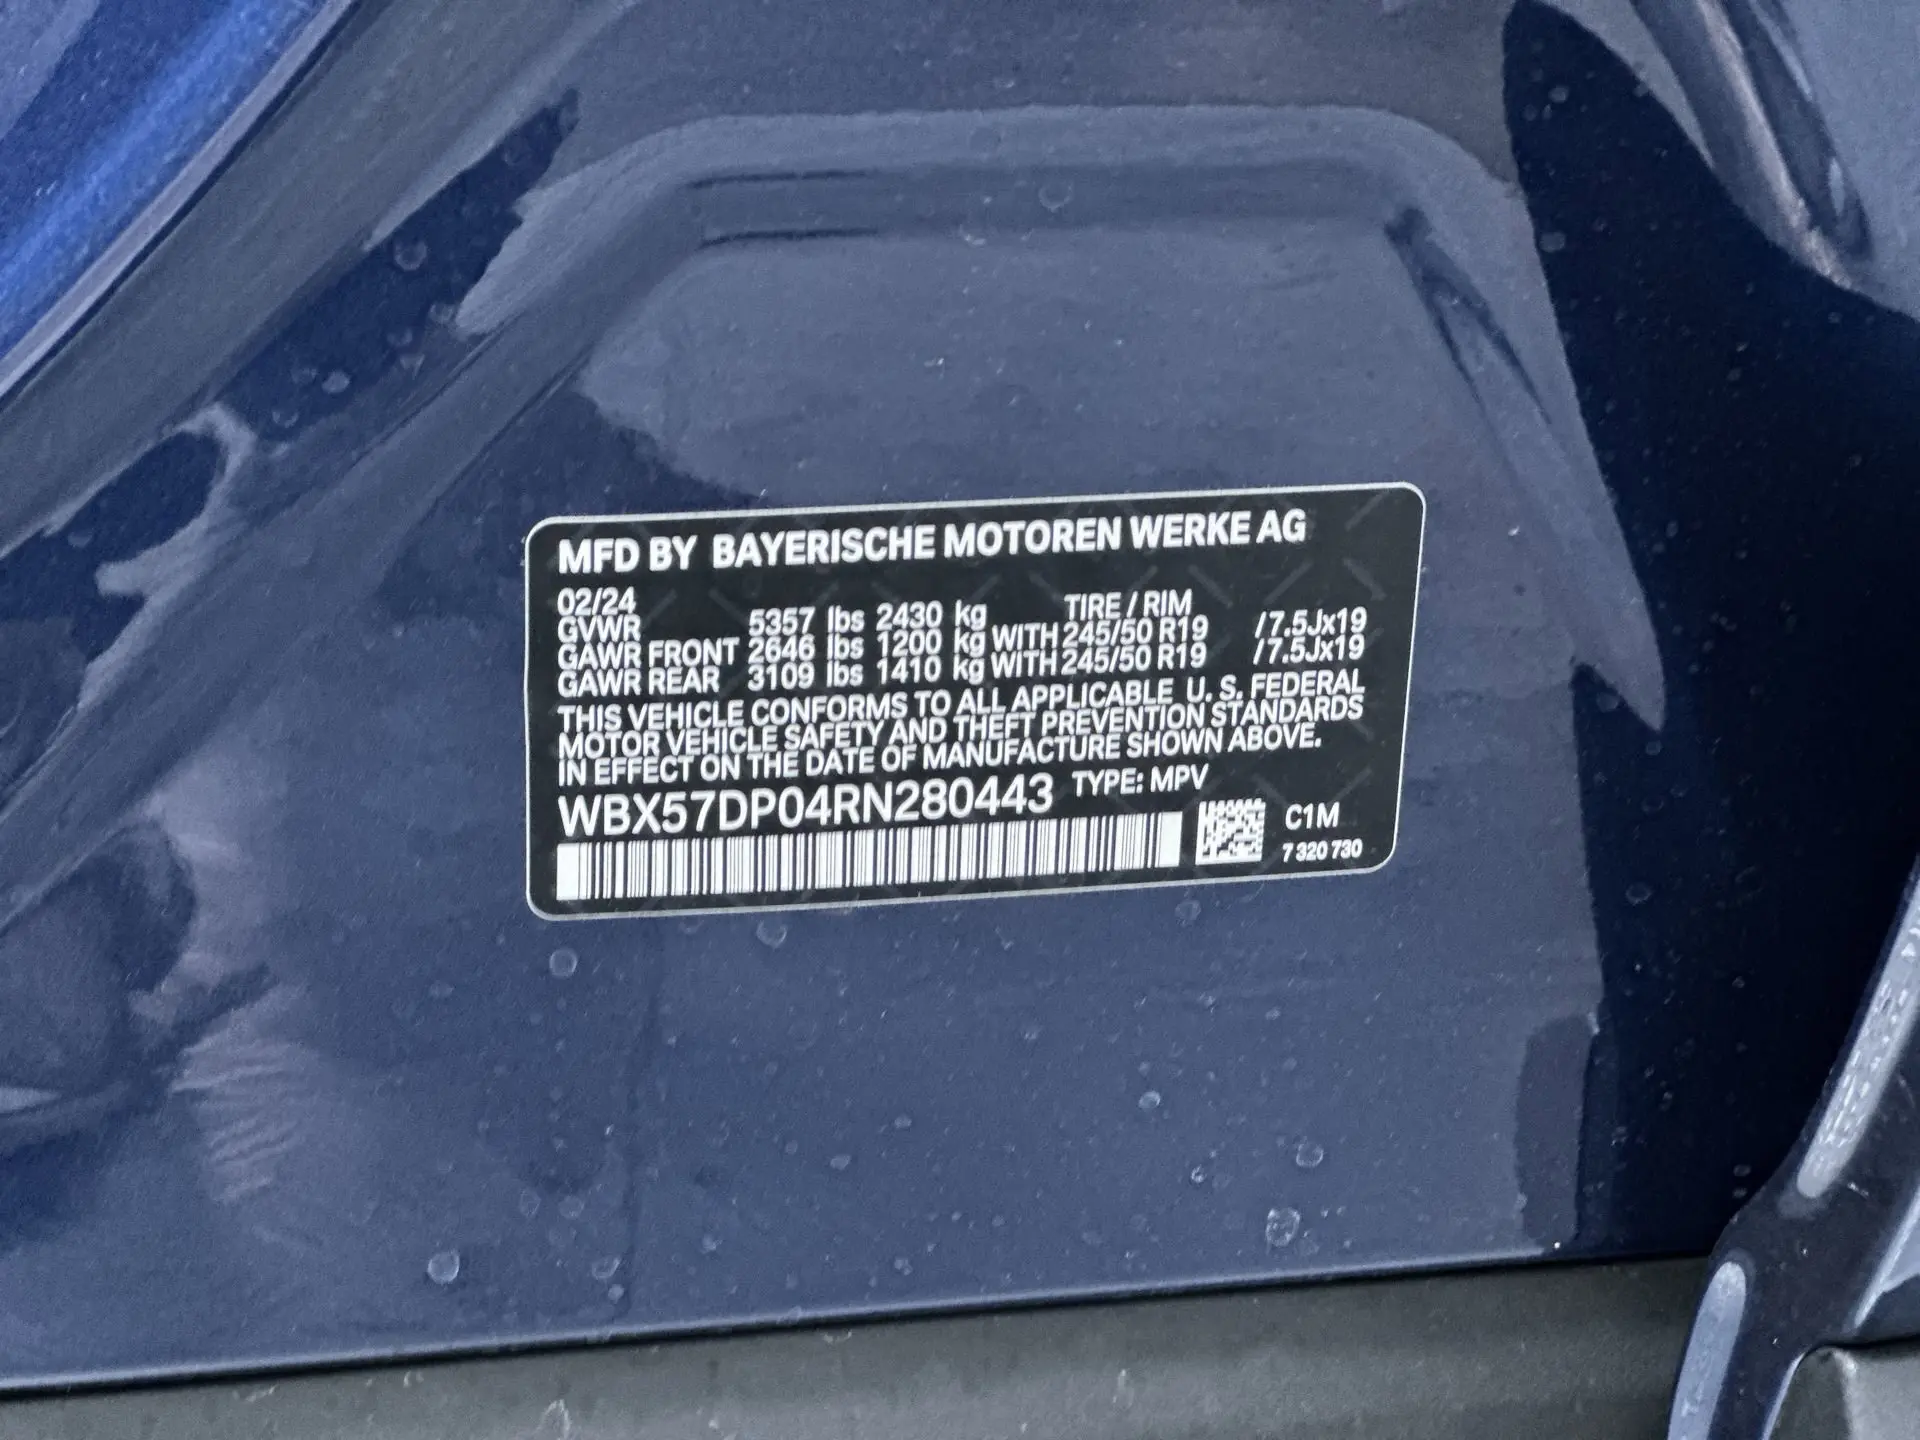 MFD BY BAYERISCHE MOTOREN WERKE AG
02/24 TIRE / RIM
GVWR 5357 lbs 2430 kg
GAWR FRONT 2646 lbs 1200 kg WITH 245/50 R19 /7.5Jx19
GAWR REAR 3109 lbs 1410 kg WITH 245/50 R19 /7.5Jx19
THIS VEHICLE CONFORMS TO ALL APPLICABLE U. S. FEDERAL
MOTOR VEHICLE SAFETY AND THEFT PREVENTION STANDARDS
IN EFFECT ON THE DATE OF MANUFACTURE SHOWN ABOVE.
WBX57DP04RN280443 TYPE: MPV
C1M
7 320 730